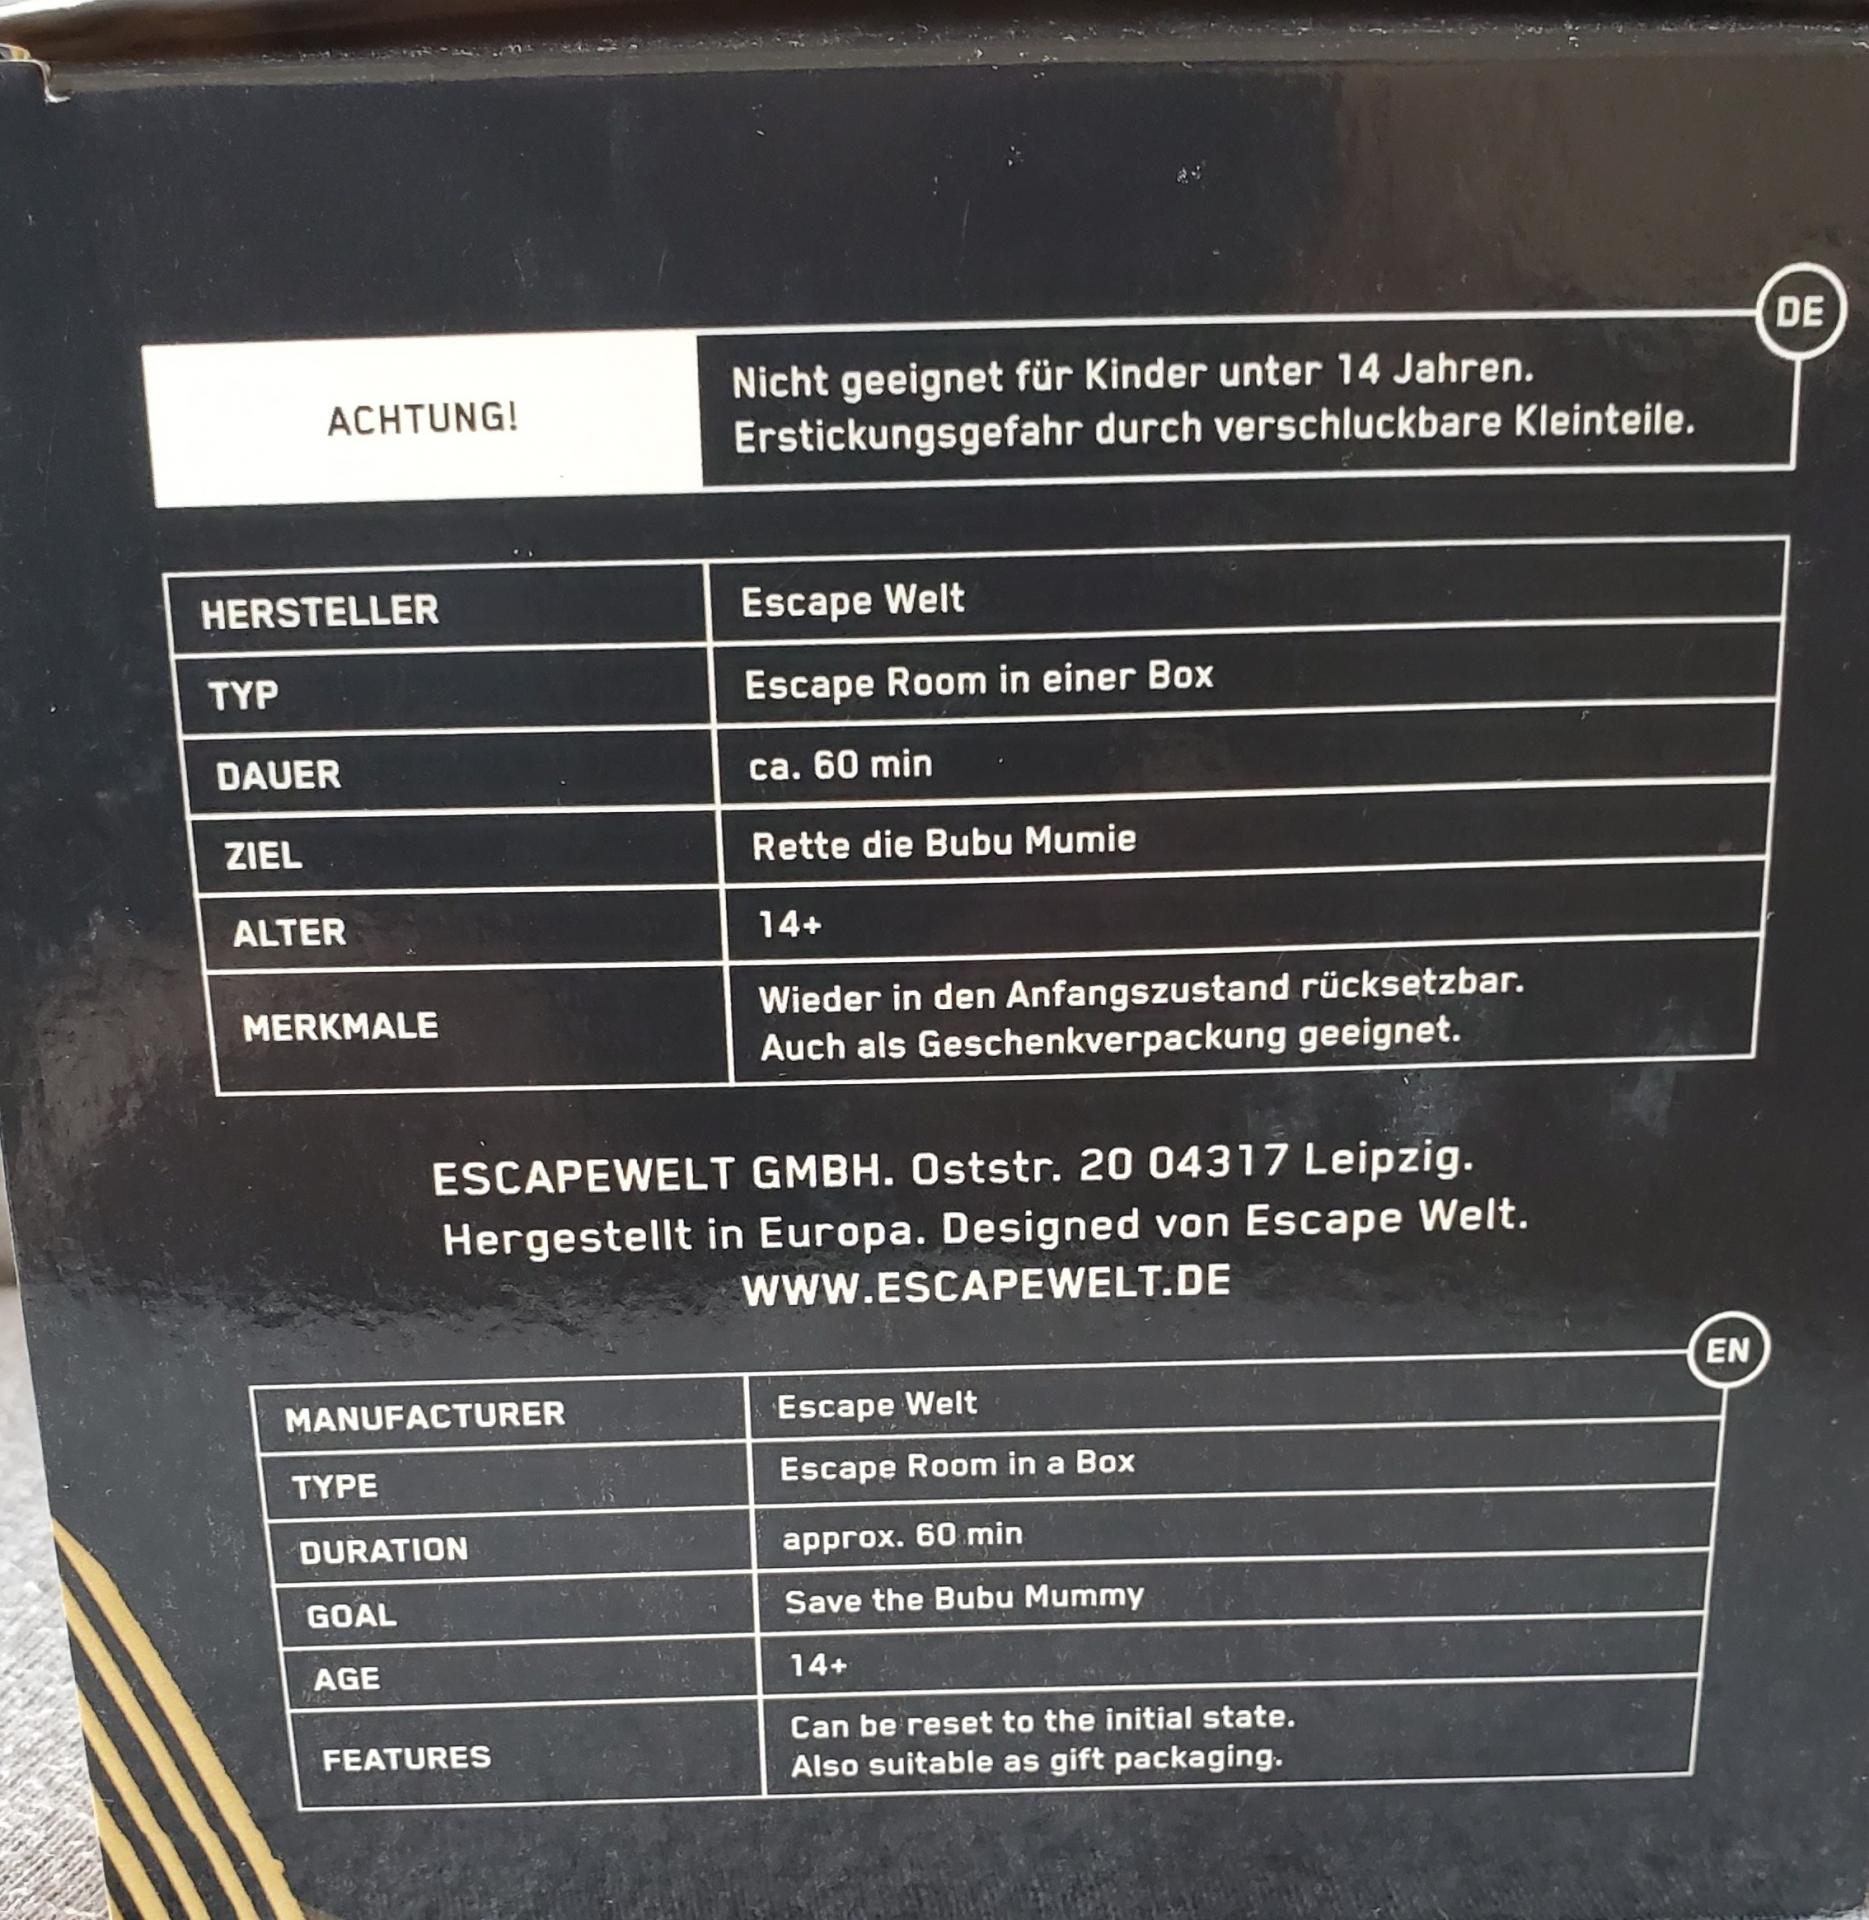 DE
ACHTUNG!
Nicht geeignet für Kinder unter 14 Jahren.
Erstickungsgefahr durch verschluckbare Kleinteile.
HERSTELLER Escape Welt
TYP Escape Room in einer Box
DAUER ca. 60 min
ZIEL Rette die Bubu Mumie
ALTER 14+
MERKMALE
Wieder in den Anfangszustand rücksetzbar.
Auch als Geschenkverpackung geeignet.
ESCAPEWELT GMBH. Oststr. 20 04317 Leipzig.
Hergestellt in Europa. Designed von Escape Welt.
WWW.ESCAPEWELT.DE
EN
MANUFACTURER Escape Welt
TYPE Escape Room in a Box
DURATION approx. 60 min
GOAL Save the Bubu Mummy
AGE 14+
FEATURES
Can be reset to the initial state.
Also suitable as gift packaging.